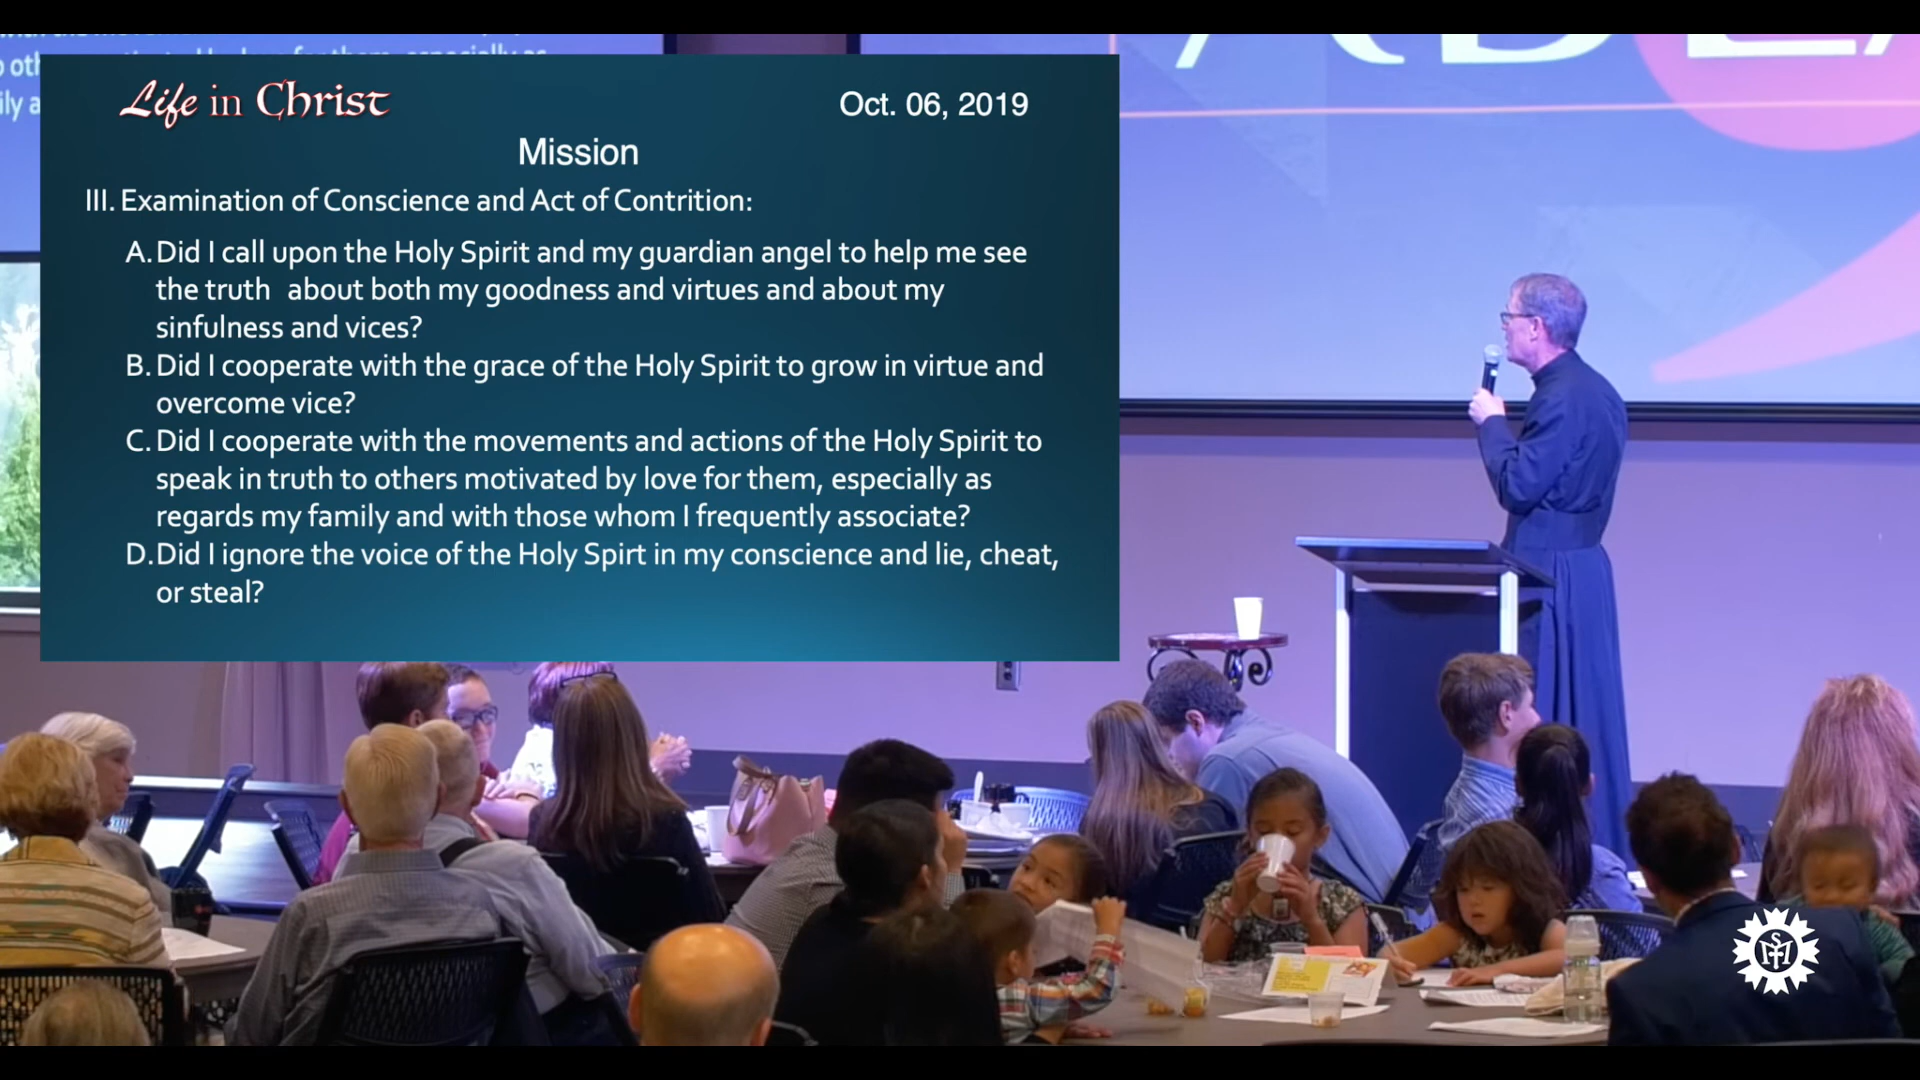 Life in Christ
Oct. 06, 2019
Mission
III. Examination of Conscience and Act of Contrition:
A. Did I call upon the Holy Spirit and my guardian angel to help me see
the truth about both my goodness and virtues and about my
sinfulness and vices?
B. Did I cooperate with the grace of the Holy Spirit to grow in virtue and
overcome vice?
C. Did I cooperate with the movements and actions of the Holy Spirit to
speak in truth to others motivated by love for them, especially as
regards my family and with those whom I frequently associate?
D. Did I ignore the voice of the Holy Spirt in my conscience and lie, cheat,
or steal?